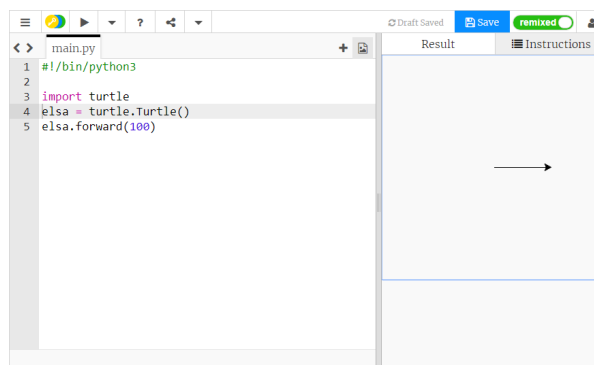 ?
Draft Saved
Save
remixed
main.py
+
Result
Instructions
1 #!/bin/python3
2
3 import turtle
4 elsa = turtle.Turtle()
5 elsa.forward(100)